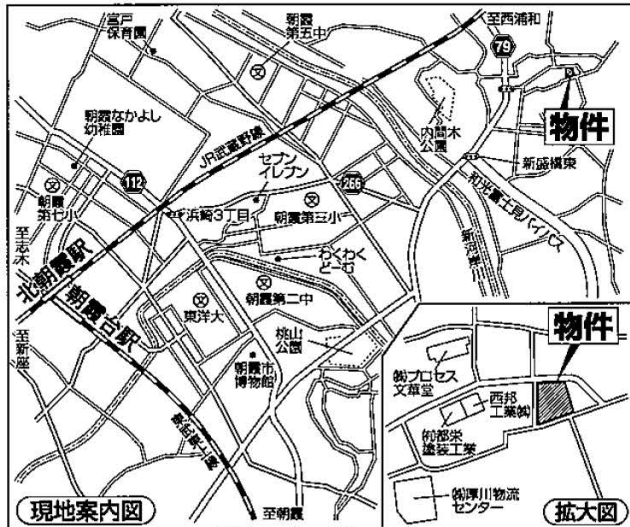 宮戸
保育園
朝霞
第五中
至西浦和
79
物件
内間木
公園
朝霞なかよし
幼稚園
JR武蔵野線
セブン
イレブン
新盛橋東
112
266
和光富士見バイパス
朝霞
第七小
浜崎3丁目
朝霞第三小
至志木
北朝霞駅
わくわく
どーむ
新河岸
朝霞台駅
東洋大
朝霞第二中
至新座
桃山
公園
朝霞市
博物館
東武東上線
至朝霞
現地案内図
物件
㈱プロセス
文華堂
西邦
工業㈱
㈲都栄
塗装工業
㈱厚川物流
センター
拡大図